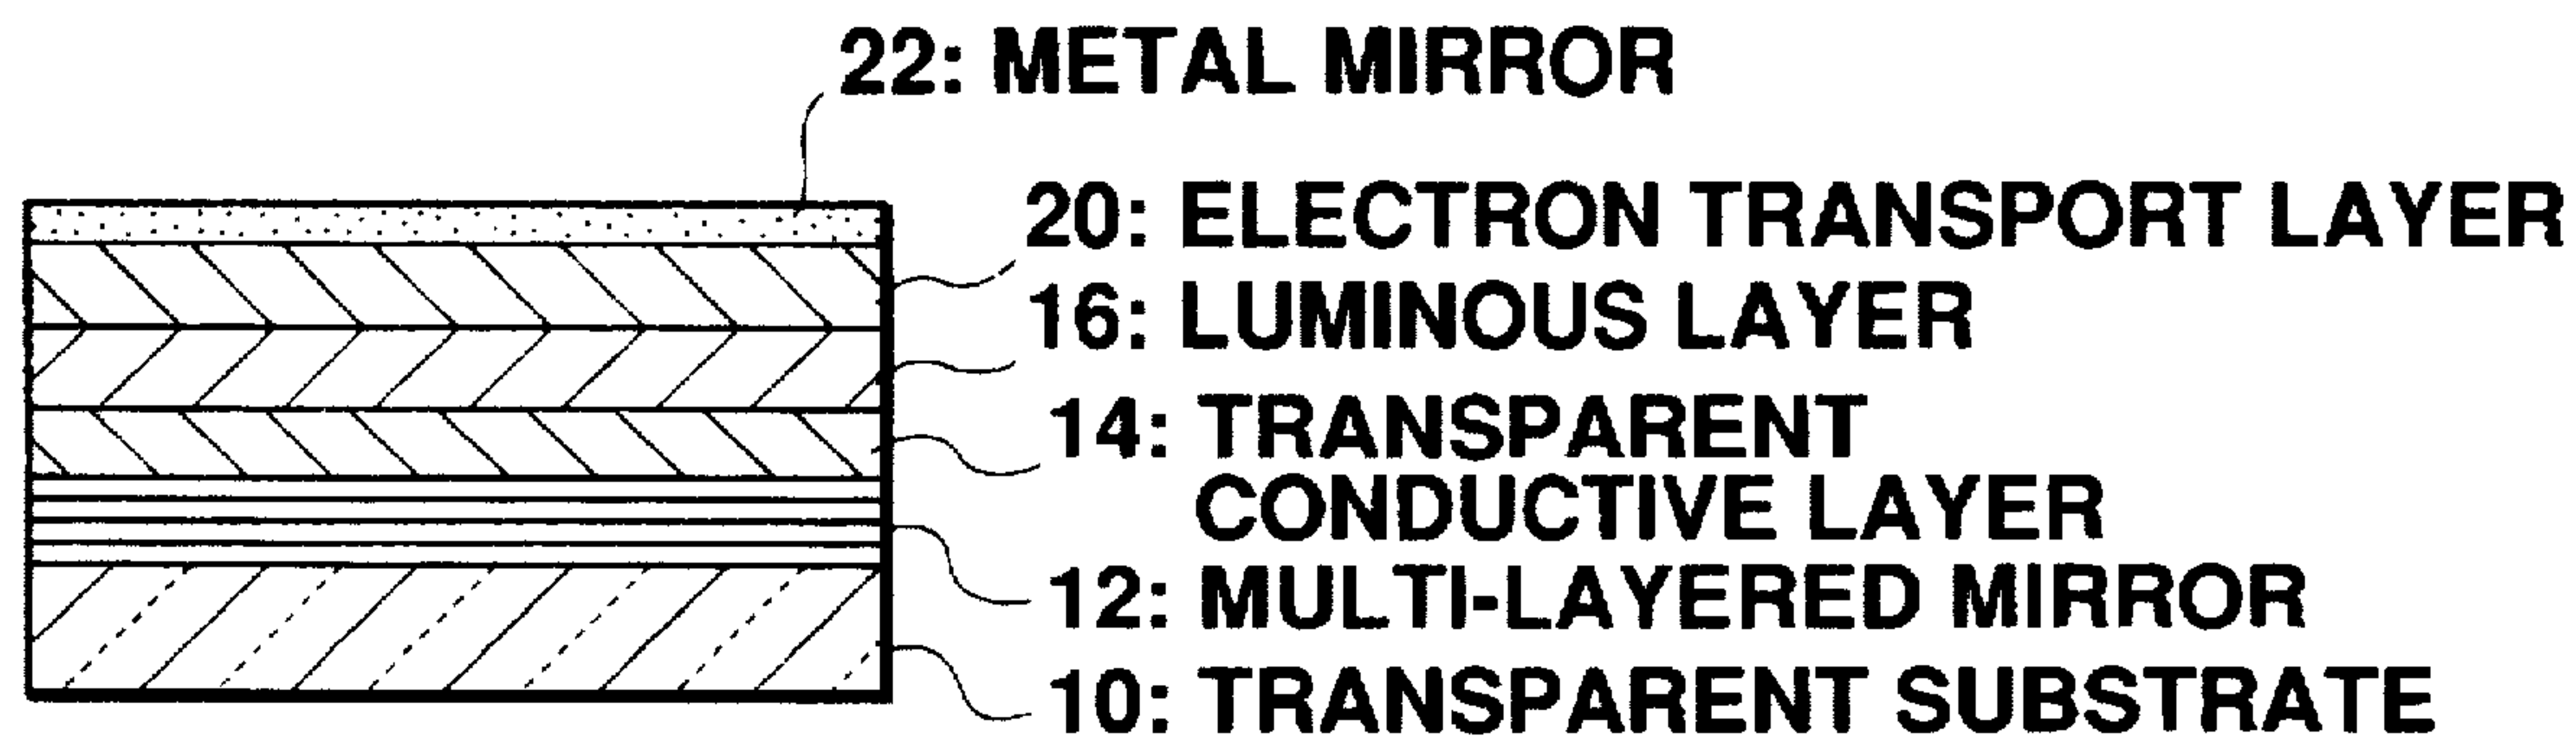 22: METAL MIRROR
20: ELECTRON TRANSPORT LAYER
16: LUMINOUS LAYER
14: TRANSPARENT
CONDUCTIVE LAYER
12: MULTI-LAYERED MIRROR
10: TRANSPARENT SUBSTRATE